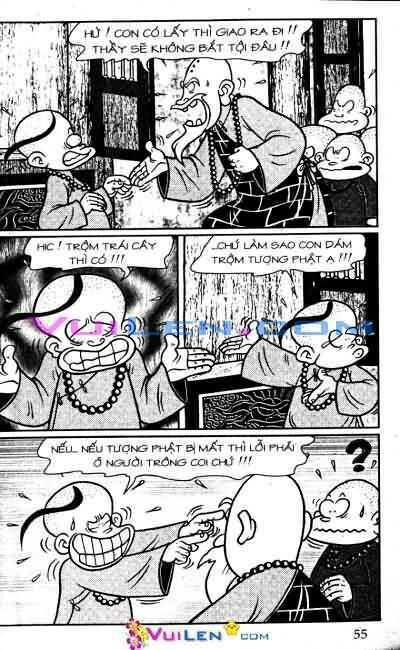 HỪ ! CON CÓ LẤY THÌ GIAO RA ĐI !
THẦY SẼ KHÔNG BẮT TỘI ĐÂU !!
HIC ! TRỘM TRÁI CÂY
THÌ CÓ !!!
...CHỨ LÀM SAO CON DÁM
TRỘM TƯỢNG PHẬT Ạ !!!
VUILEN.COM
NẾU... NẾU TƯỢNG PHẬT BỊ MẤT THÌ LỖI PHẢI
Ở NGƯỜI TRÔNG COI CHỨ !!!
?
55
VUILEN.COM